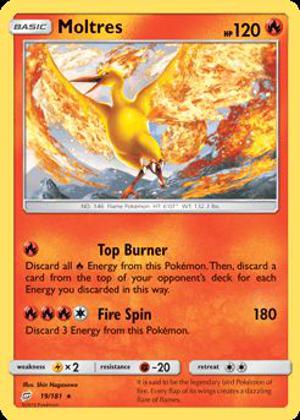 BASIC Moltres HP 120
NO. 146 Flame Pokémon HT: 6'07" WT: 132.3 lbs.
Top Burner
Discard all Energy from this Pokémon. Then, discard a
card from the top of your opponent's deck for each
Energy you discarded in this way.
Fire Spin 180
Discard 3 Energy from this Pokémon.
weakness ×2 resistance -20 retreat
Illus. Shin Nagasawa
19/181 ★
It is said to be the legendary bird Pokémon of
fire. Every flap of its wings creates a dazzling
flare of flames.